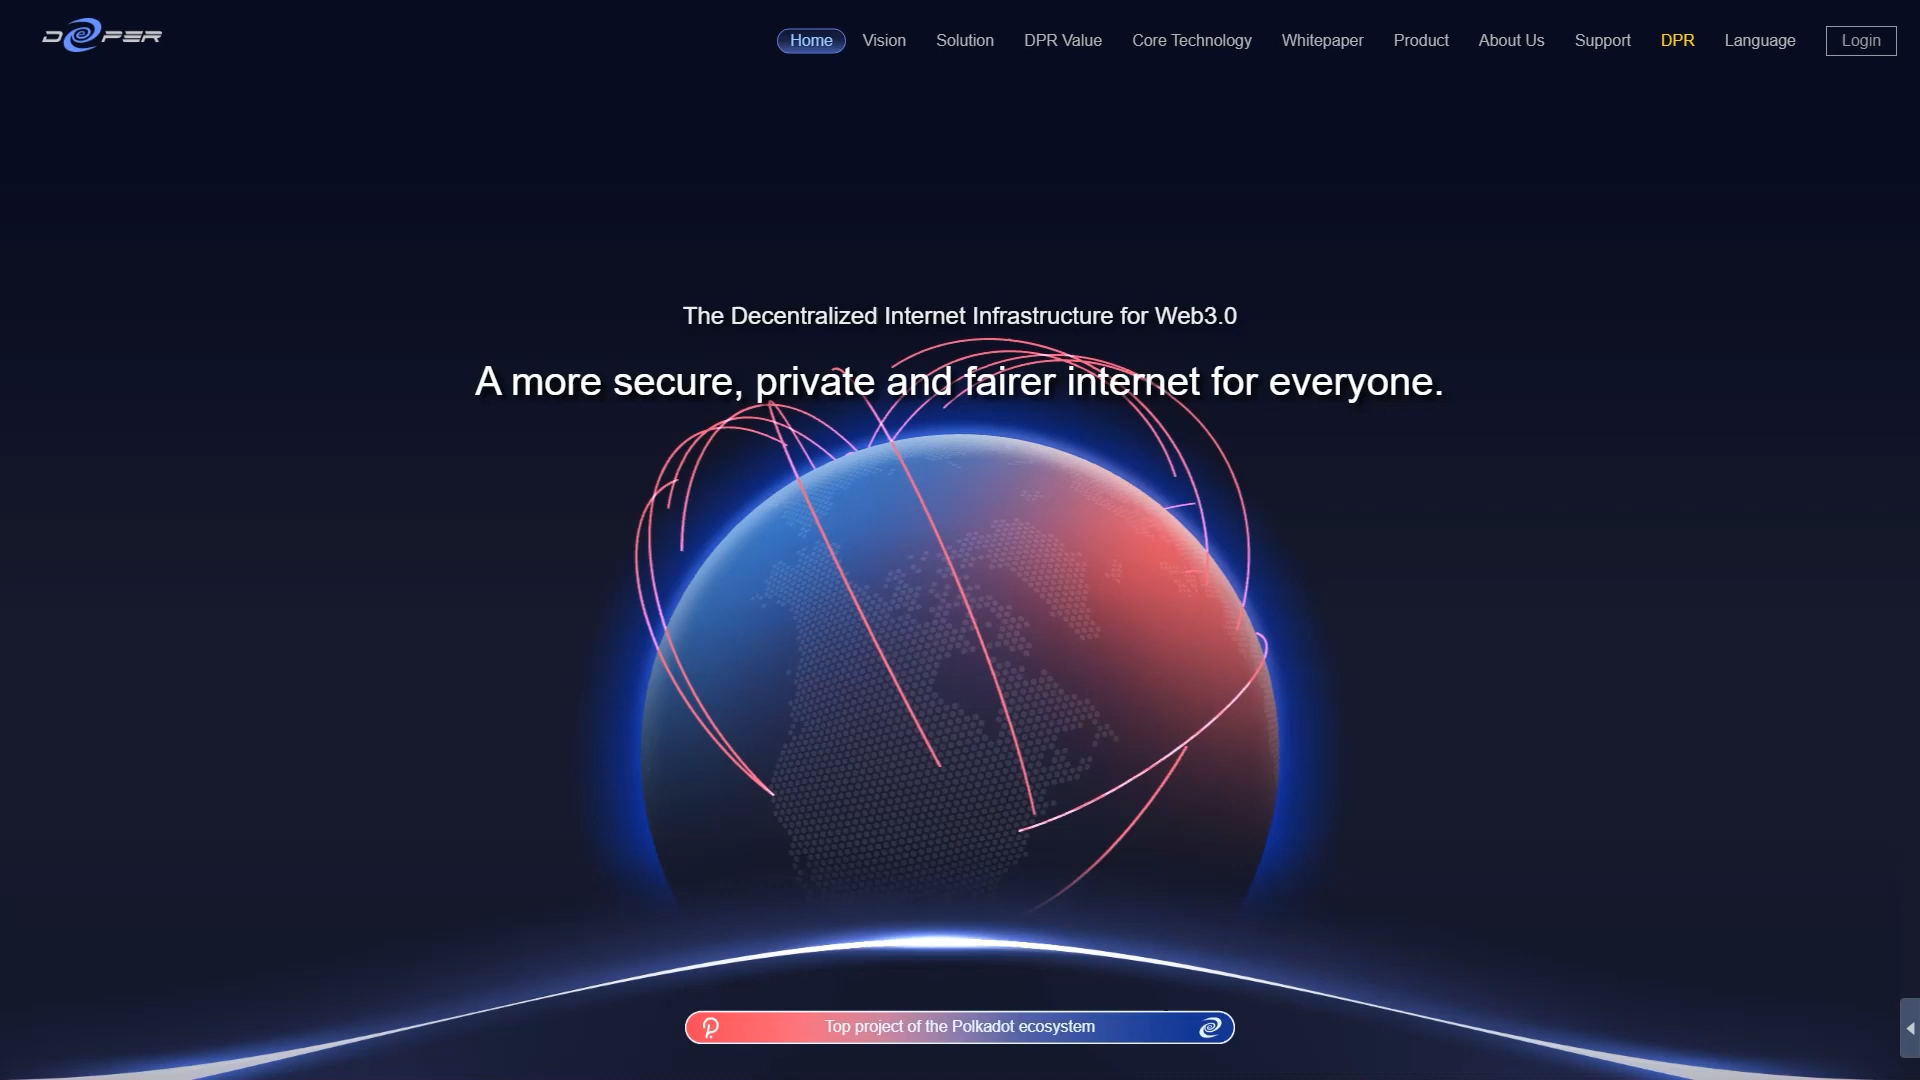 DEEPER
Home Vision Solution DPR Value Core Technology Whitepaper Product About Us Support DPR Language Login
The Decentralized Internet Infrastructure for Web3.0
A more secure, private and fairer internet for everyone.
Top project of the Polkadot ecosystem